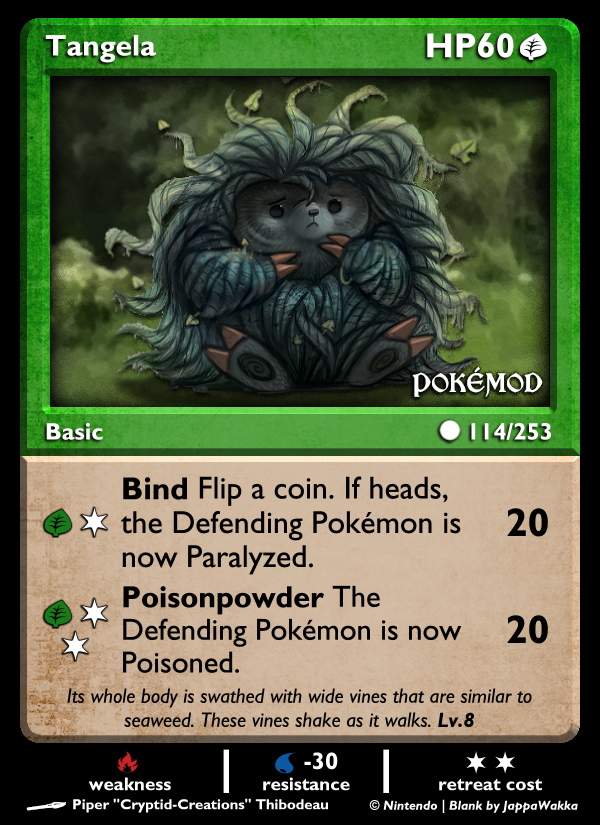 Tangela HP60
POKÉMOD
Basic 114/253
Bind Flip a coin. If heads,
the Defending Pokémon is 20
now Paralyzed.
Poisonpowder The
Defending Pokémon is now 20
Poisoned.
Its whole body is swathed with wide vines that are similar to
seaweed. These vines shake as it walks. Lv.8
-30
weakness resistance retreat cost
Piper "Cryptid-Creations" Thibodeau © Nintendo | Blank by JappaWakka